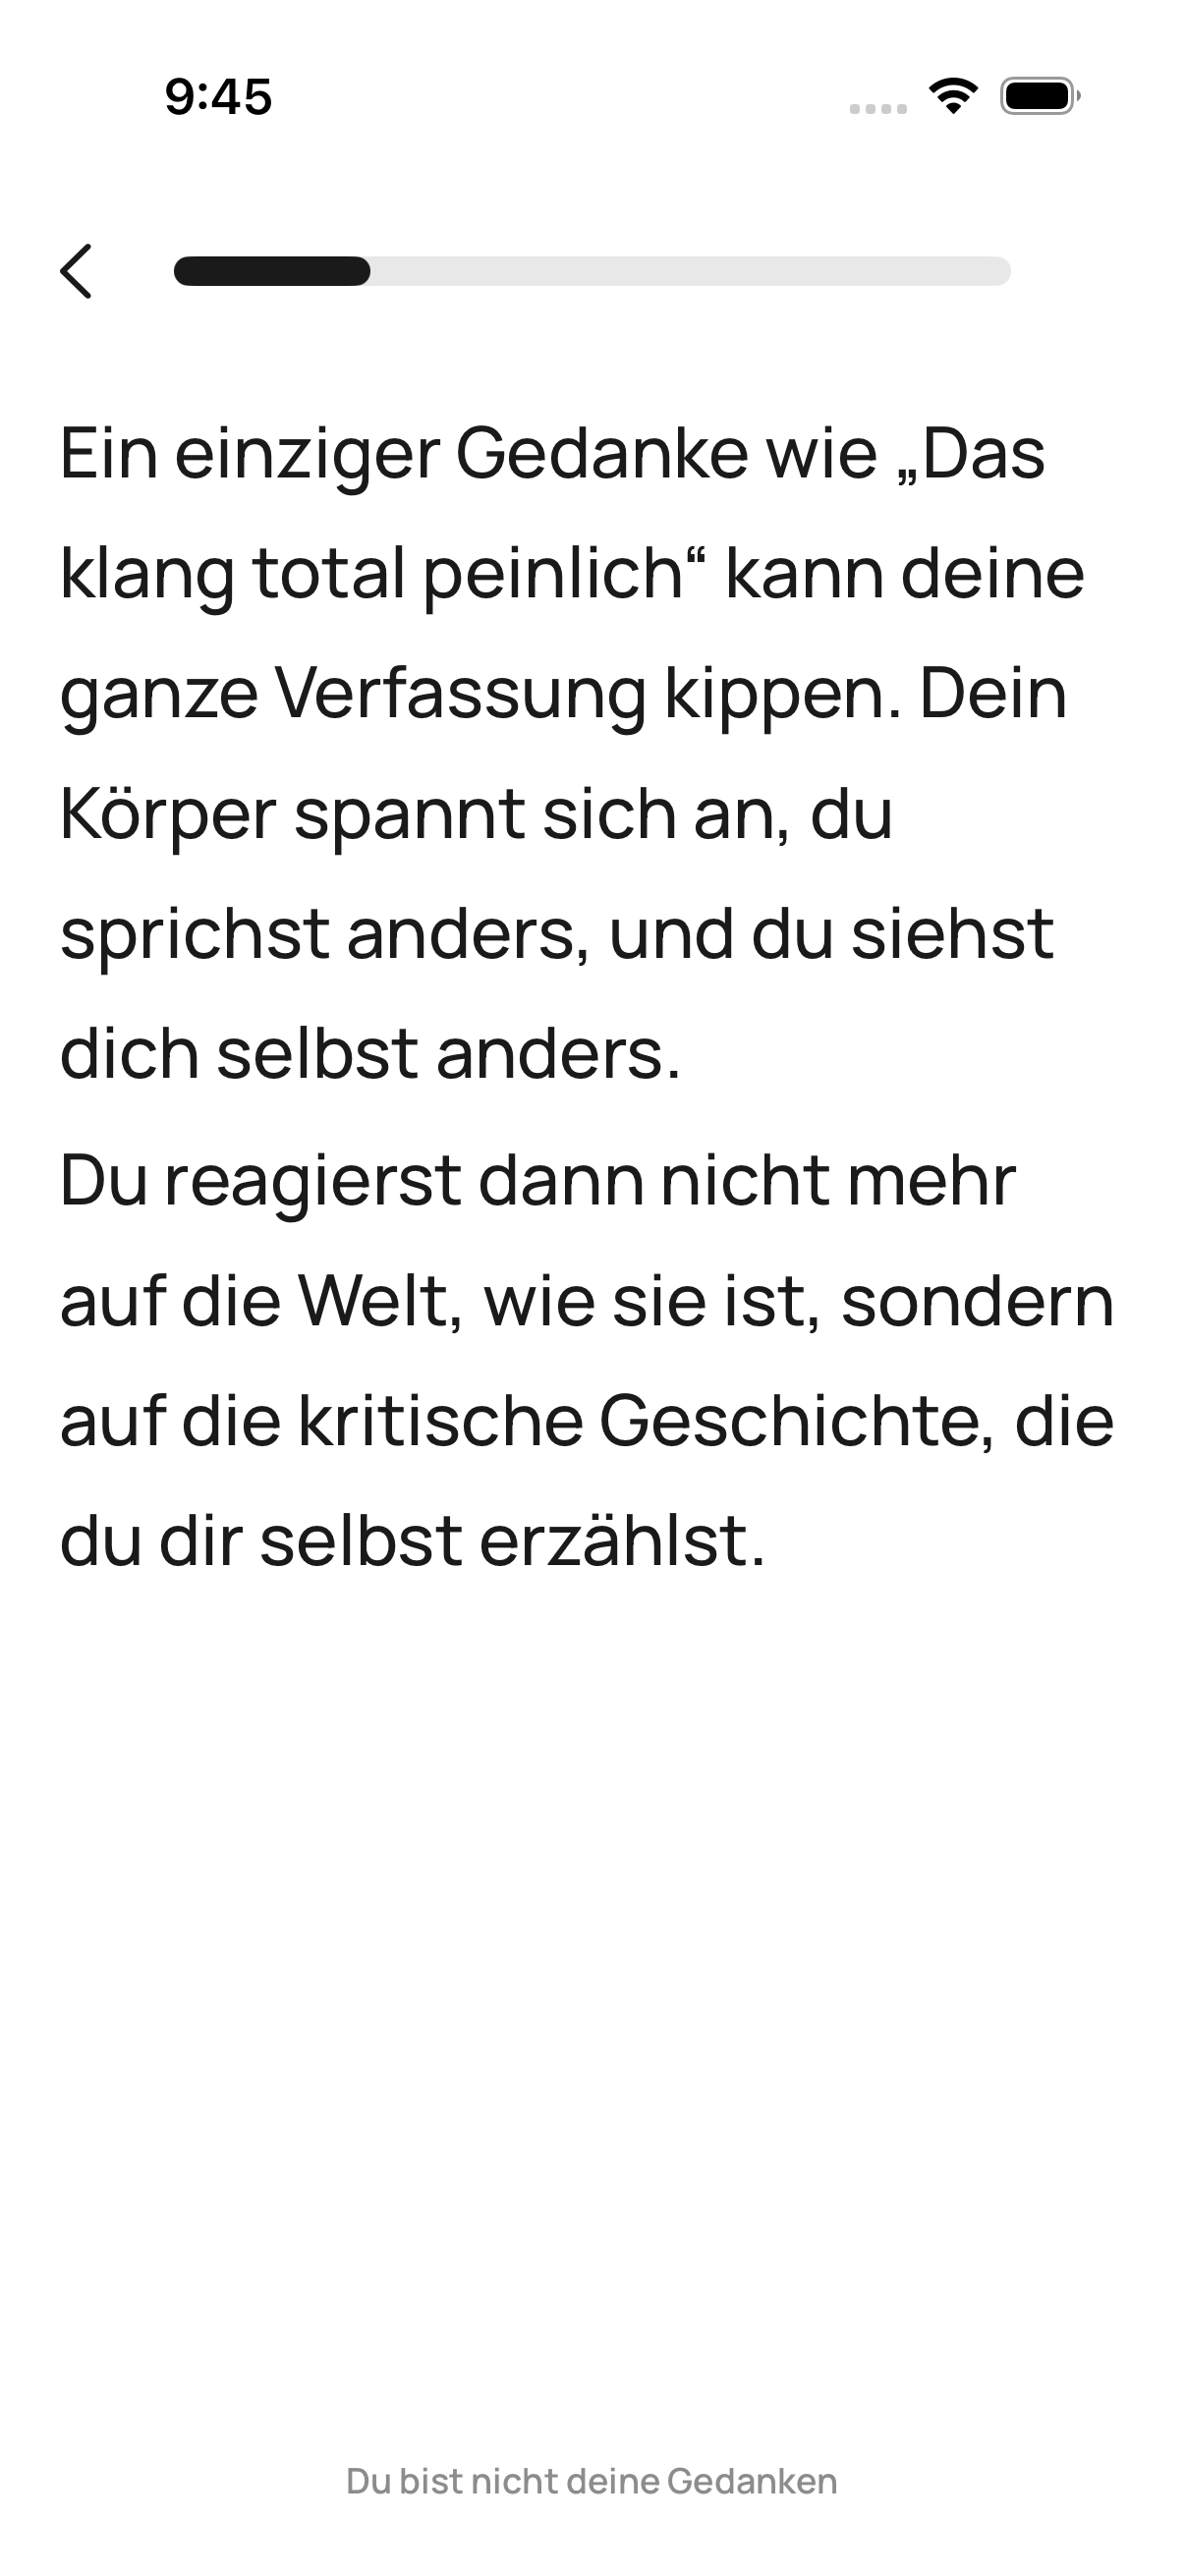 9:45
Ein einziger Gedanke wie „Das
klang total peinlich“ kann deine
ganze Verfassung kippen. Dein
Körper spannt sich an, du
sprichst anders, und du siehst
dich selbst anders.
Du reagierst dann nicht mehr
auf die Welt, wie sie ist, sondern
auf die kritische Geschichte, die
du dir selbst erzählst.
Du bist nicht deine Gedanken